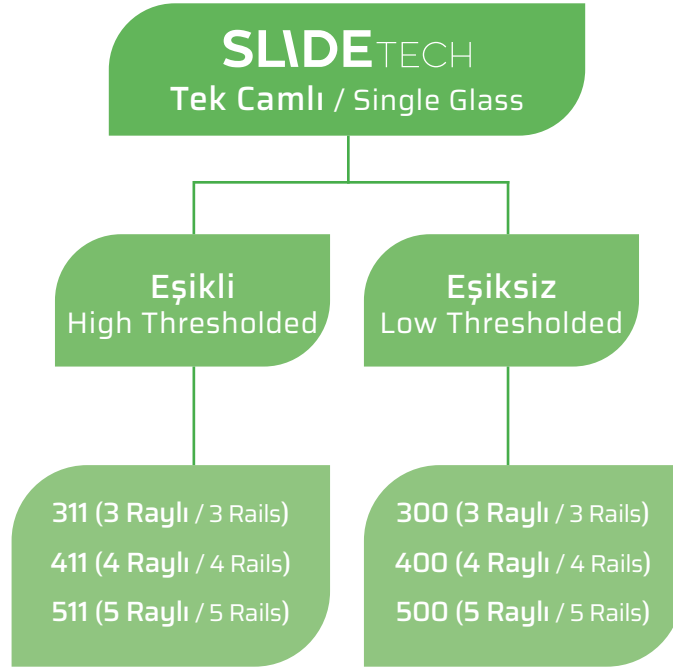 SLIDETECH
Tek Camlı / Single Glass
Eşikli
High Thresholded
Eşiksiz
Low Thresholded
311 (3 Raylı / 3 Rails)
411 (4 Raylı / 4 Rails)
511 (5 Raylı / 5 Rails)
300 (3 Raylı / 3 Rails)
400 (4 Raylı / 4 Rails)
500 (5 Raylı / 5 Rails)